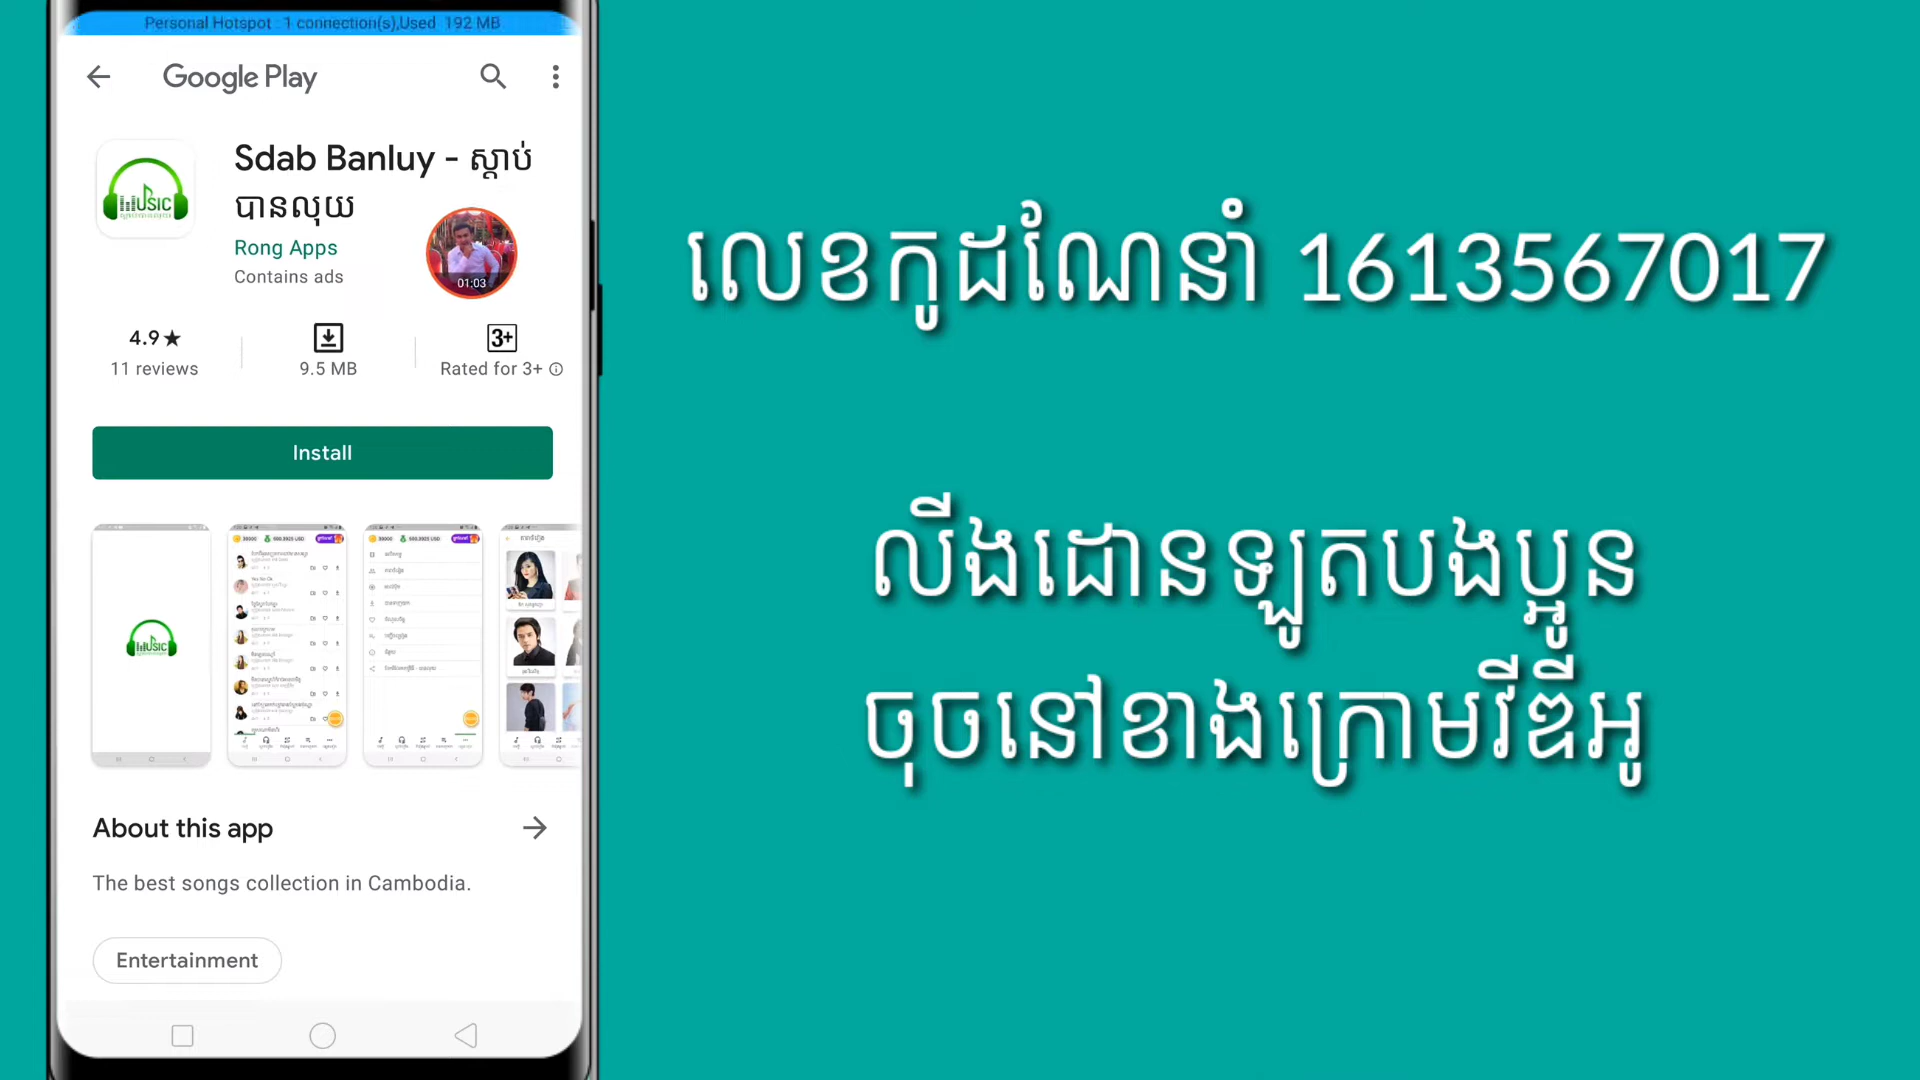 Personal Hotspot : 1 connection(s),Used 192 MB
Google Play
Sdab Banluy - ស្ដាប់
បានលុយ
Rong Apps
Contains ads
01:03
MUSIC
4.9★
11 reviews
9.5 MB
3+
Rated for 3+
Install
MUSIC
About this app
The best songs collection in Cambodia.
Entertainment
លេខកូដណែនាំ 1613567017
លីងដោនឡូតបងប្អូន
ចុចនៅខាងក្រោមវីឌីអូ